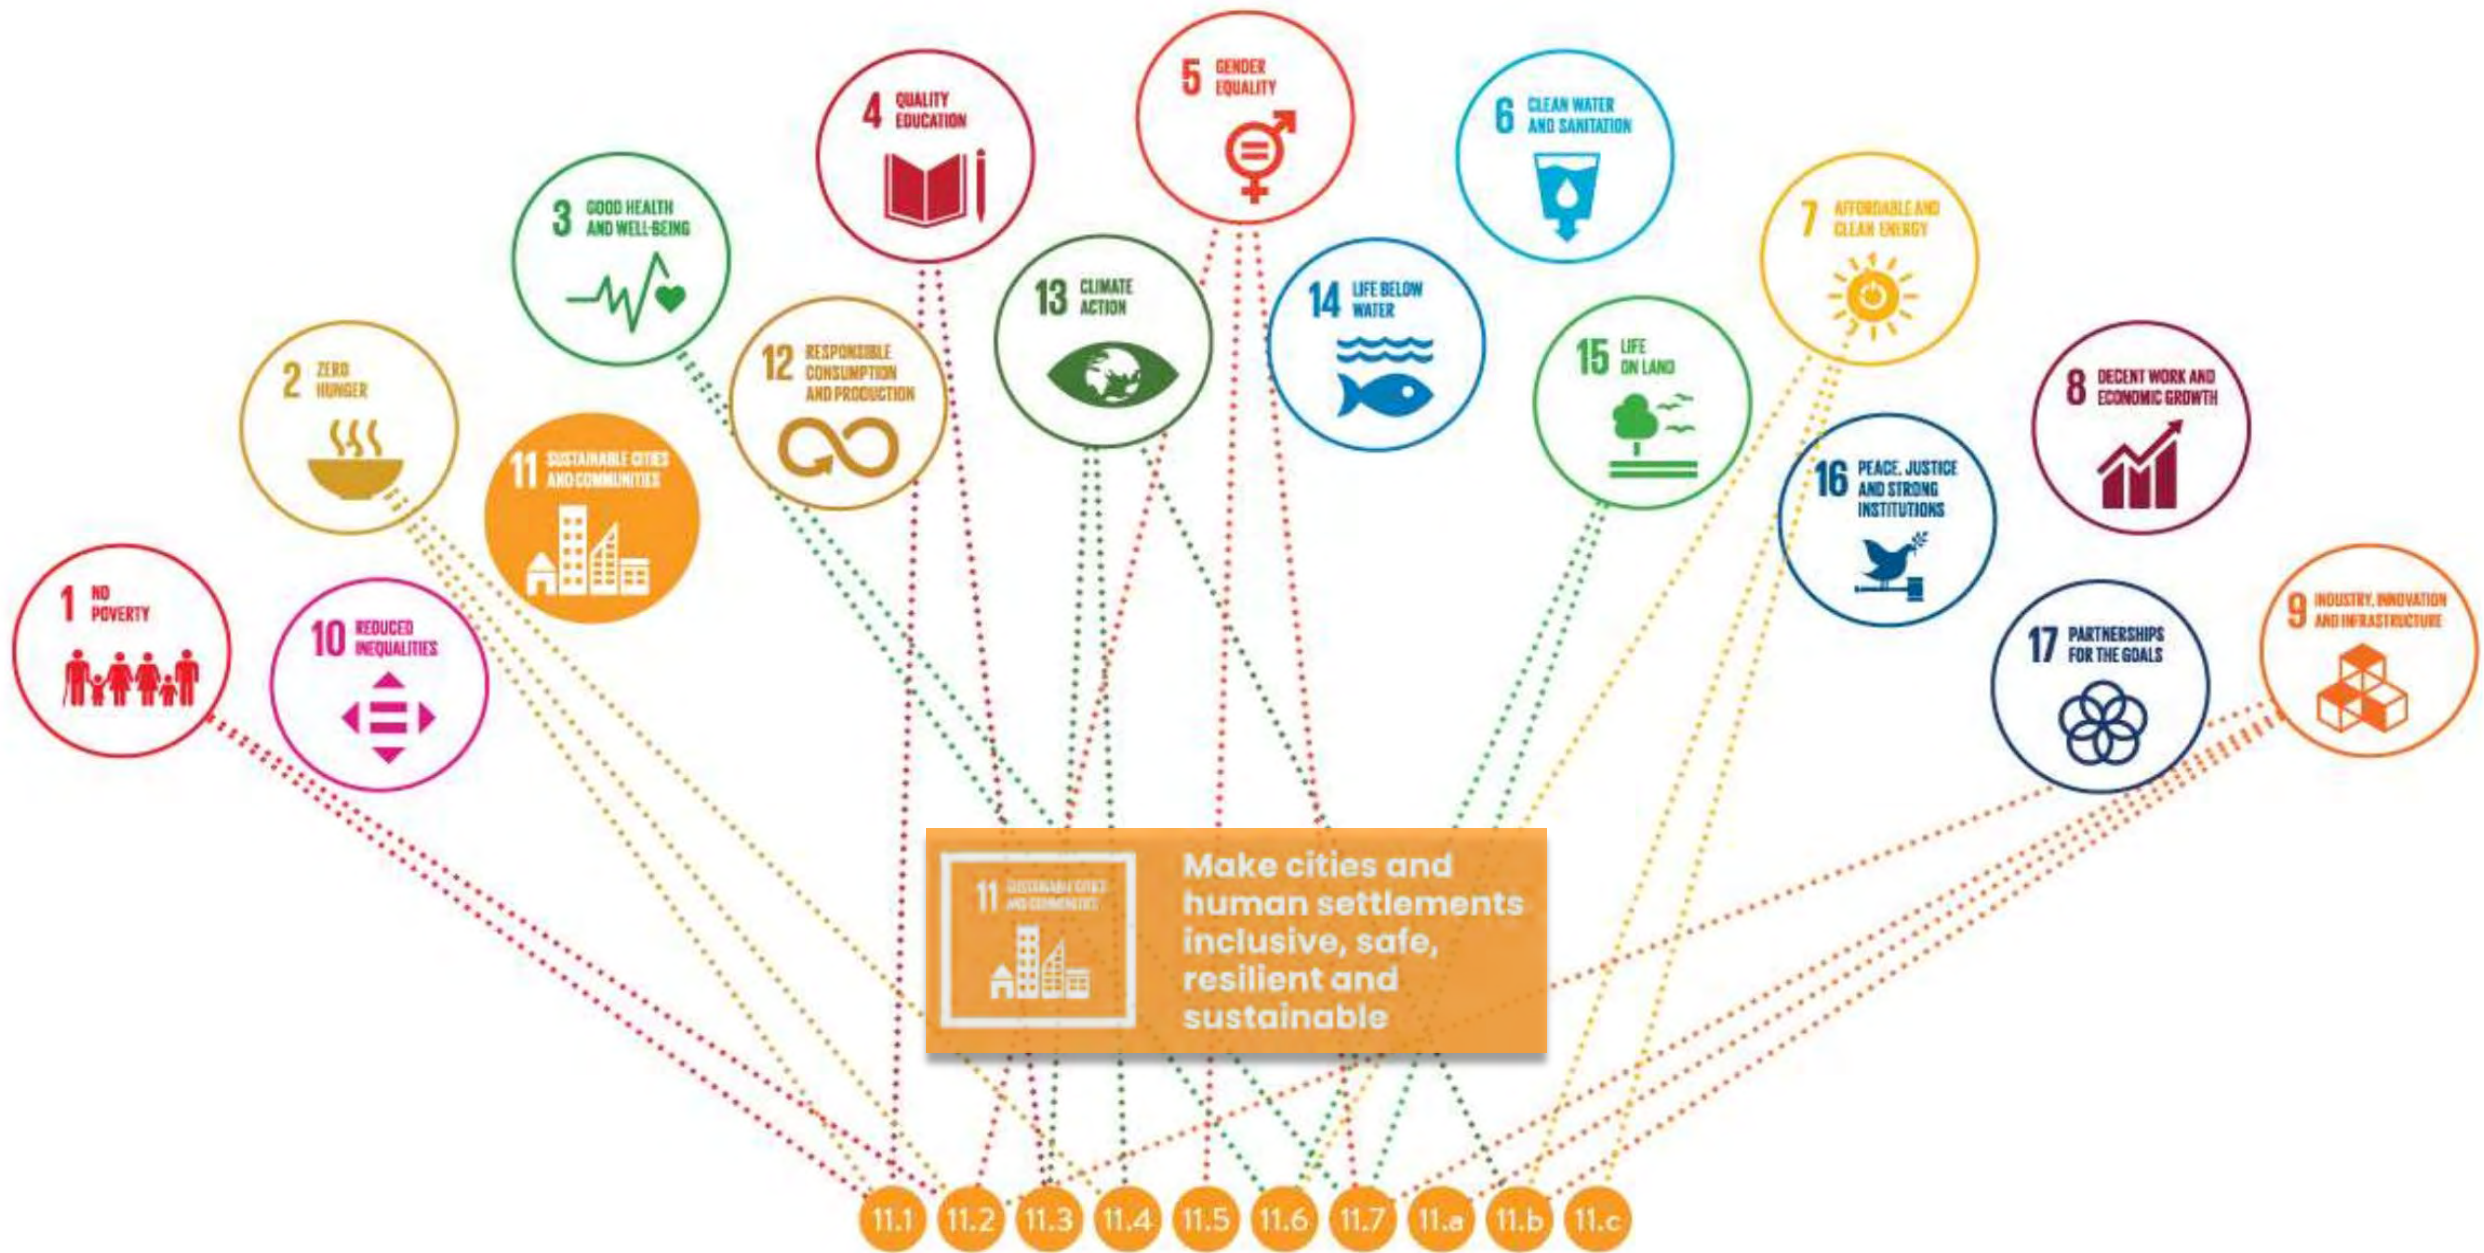 5 GENDER
EQUALITY
4 QUALITY
EDUCATION
6 CLEAN WATER
AND SANITATION
3 GOOD HEALTH
AND WELL-BEING
7 AFFORDABLE AND
CLEAN ENERGY
13 CLIMATE
ACTION
14 LIFE BELOW
WATER
12 RESPONSIBLE
CONSUMPTION
AND PRODUCTION
15 LIFE
ON LAND
2 ZERO
HUNGER
8 DECENT WORK AND
ECONOMIC GROWTH
11 SUSTAINABLE CITIES
AND COMMUNITIES
16 PEACE, JUSTICE
AND STRONG
INSTITUTIONS
1 NO
POVERTY
10 REDUCED
INEQUALITIES
17 PARTNERSHIPS
FOR THE GOALS
9 INDUSTRY, INNOVATION
AND INFRASTRUCTURE
11 SUSTAINABLE CITIES
AND COMMUNITIES
Make cities and
human settlements
inclusive, safe,
resilient and
sustainable
11.1 11.2 11.3 11.4 11.5 11.6 11.7 11.a 11.b 11.c